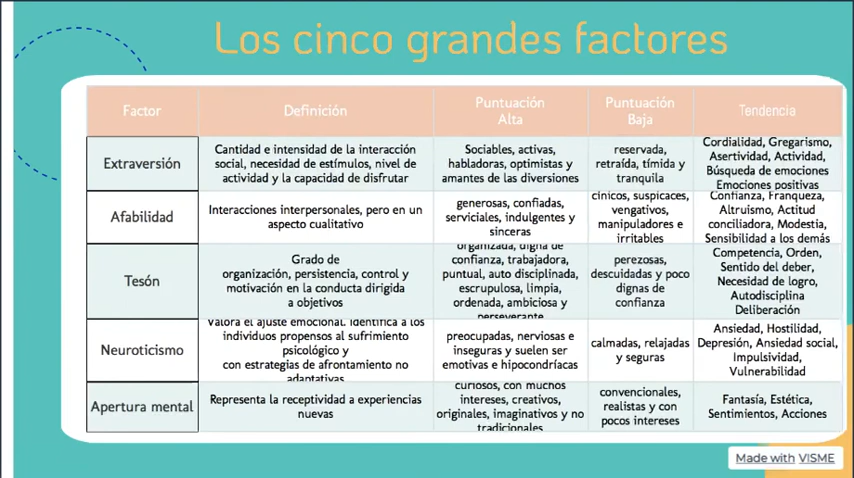 Los cinco grandes factores
Factor
Definición
Puntuación
Alta
Puntuación
Baja
Tendencia
Extraversión
Cantidad e intensidad de la interacción
social, necesidad de estímulos, nivel de
actividad y la capacidad de disfrutar
Sociables, activas,
habladoras, optimistas y
amantes de las diversiones
reservada,
retraída, tímida y
tranquila
Cordialidad, Gregarismo,
Asertividad, Actividad,
Búsqueda de emociones
Emociones positivas
Afabilidad
Interacciones interpersonales, pero en un
aspecto cualitativo
generosas, confiadas,
serviciales, indulgentes y
sinceras
cínicos, suspicaces,
vengativos,
manipuladores e
irritables
Confianza, Franqueza,
Altruismo, Actitud
conciliadora, Modestia,
Sensibilidad a los demás
Tesón
Grado de
organización, persistencia, control y
motivación en la conducta dirigida
a objetivos
organizada, digna de
confianza, trabajadora,
puntual, auto disciplinada,
escrupulosa, limpia,
ordenada, ambiciosa y
perseverante
perezosas,
descuidadas y poco
dignas de
confianza
Competencia, Orden,
Sentido del deber,
Necesidad de logro,
Autodisciplina
Deliberación
Neuroticismo
Valora el ajuste emocional. Identifica a los
individuos propensos al sufrimiento
psicológico y
con estrategias de afrontamiento no
adaptativas
preocupadas, nerviosas e
inseguras y suelen ser
emotivas e hipocondríacas
calmadas, relajadas
y seguras
Ansiedad, Hostilidad,
Depresión, Ansiedad social,
Impulsividad,
Vulnerabilidad
Apertura mental
Representa la receptividad a experiencias
nuevas
curiosos, con muchos
intereses, creativos,
originales, imaginativos y no
tradicionales
convencionales,
realistas y con
pocos intereses
Fantasía, Estética,
Sentimientos, Acciones
Made with VISME